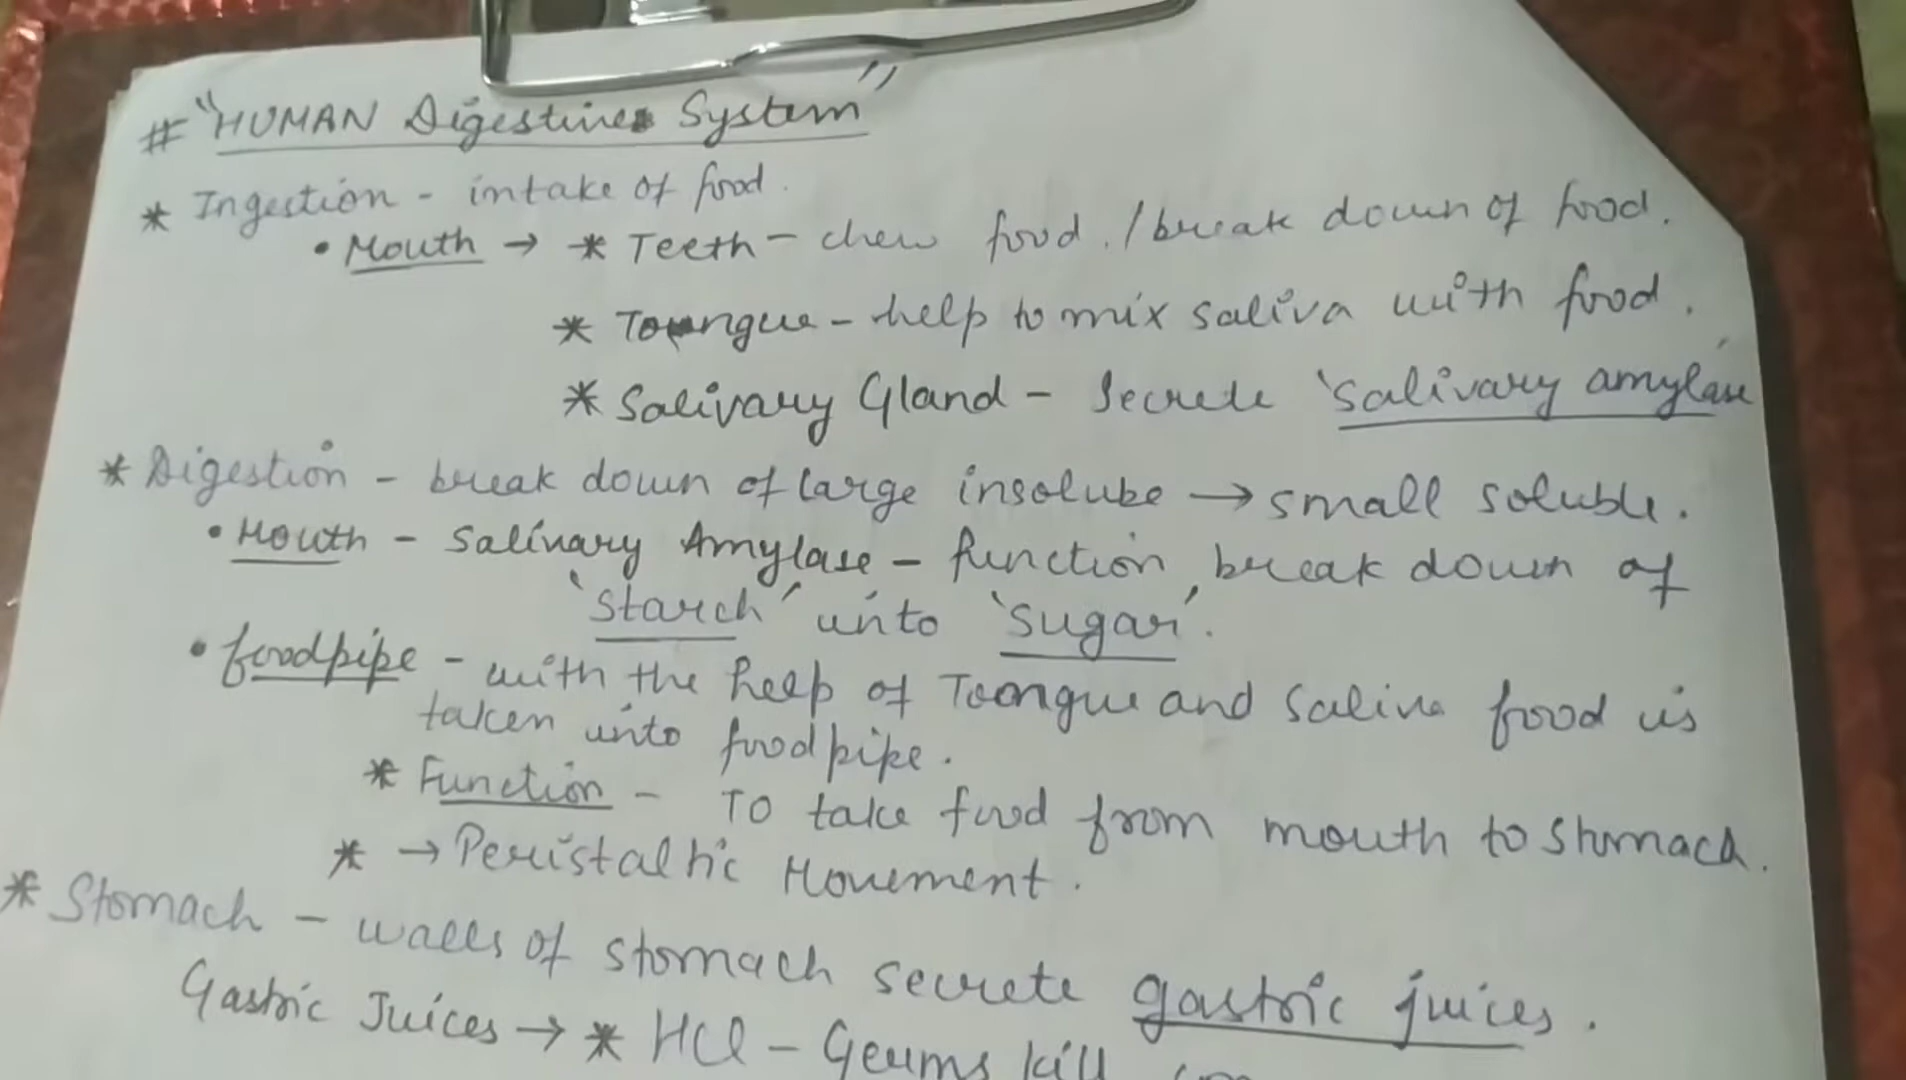 # "HUMAN Digestive System"
* Ingestion - intake of food.
• Mouth → * Teeth - chew food. / break down of food.
* Toungue - help to mix saliva with food.
* Salivary Gland - Secrete 'salivary amylase'
* Digestion - break down of large insoluble → small soluble.
• Mouth - Salivary Amylase - function, break down of
'Starch' into 'sugar'.
• foodpipe - with the help of Toongue and Saliva food is
taken into foodpipe.
* Function - To take food from mouth to stomach.
* → Peristaltic Movement.
* Stomach - walls of stomach secrete gastric juices.
Gastric Juices → * HCl - Germs kill